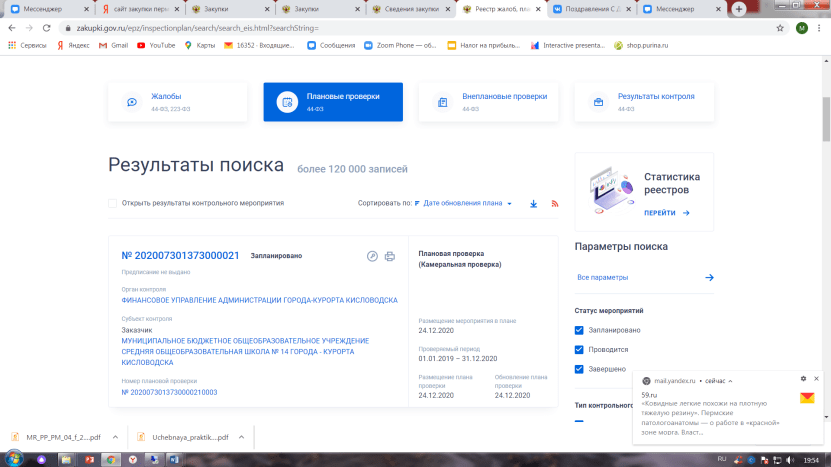 Мессенджер
сайт закупки перм
Закупки
Закупки
Сведения закупки
Реестр жалоб, пла
Поздравления С Д
Мессенджер
zakupki.gov.ru/epz/inspectionplan/search/search_eis.html?searchString=
M
Сервисы
Яндекс
Gmail
YouTube
Карты
16352 · Входящие...
Сообщения
Zoom Phone — об...
Налог на прибыль...
Interactive presenta...
shop.purina.ru
Жалобы
44-ФЗ, 223-ФЗ
Плановые проверки
44-ФЗ
Внеплановые проверки
44-ФЗ
Результаты контроля
44-ФЗ
Результаты поиска
более 120 000 записей
Открыть результаты контрольного мероприятия
Сортировать по:
Дате обновления плана
Статистика
реестров
ПЕРЕЙТИ
№ 202007301373000021
Запланировано
Предписание не выдано
Орган контроля
ФИНАНСОВОЕ УПРАВЛЕНИЕ АДМИНИСТРАЦИИ ГОРОДА-КУРОРТА КИСЛОВОДСКА
Субъект контроля
Заказчик
МУНИЦИПАЛЬНОЕ БЮДЖЕТНОЕ ОБЩЕОБРАЗОВАТЕЛЬНОЕ УЧРЕЖДЕНИЕ
СРЕДНЯЯ ОБЩЕОБРАЗОВАТЕЛЬНАЯ ШКОЛА № 14 ГОРОДА - КУРОРТА
КИСЛОВОДСКА
Номер плановой проверки
№ 2020073013730000210003
Плановая проверка
(Камеральная проверка)
Размещение мероприятия в плане
24.12.2020
Проверяемый период
01.01.2019 – 31.12.2020
Размещение плана
проверки
24.12.2020
Обновление плана
проверки
24.12.2020
Параметры поиска
Все параметры
Статус мероприятий
Запланировано
Проводится
Завершено
Тип контрольного
mail.yandex.ru • сейчас
59.ru
«Ковидные легкие похожи на плотную
тяжелую резину». Пермские
патологоанатомы — о работе в «красной»
зоне морга. Власт...
MR_PP_PM_04_f_2....pdf
Uchebnaya_praktik....pdf
RU
19:54